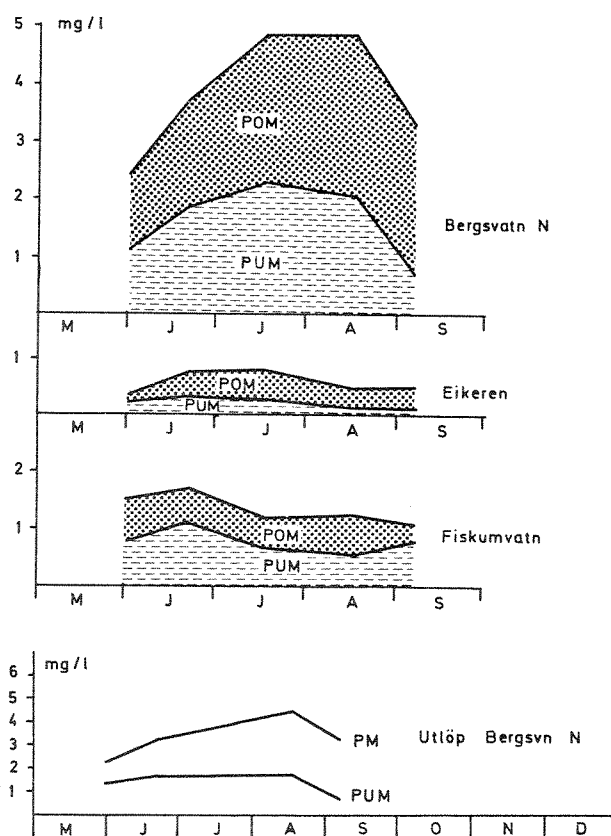 5 mg/l
4
POM
3
2
Bergsvatn N
1
PUM
M J J A S
1
POM
Eikeren
PUM
M J J A S
2
1
Fiskumvatn
POM
PUM
M J J A S
mg/l
6
5
4
3
PM Utlöp Bergsvn N
2
1
PUM
M J J A S O N D